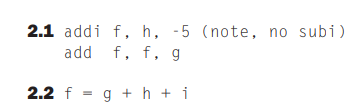 2.1 addi f, h, -5 (note, no subi)
add f, f, g
2.2 f = g + h + i